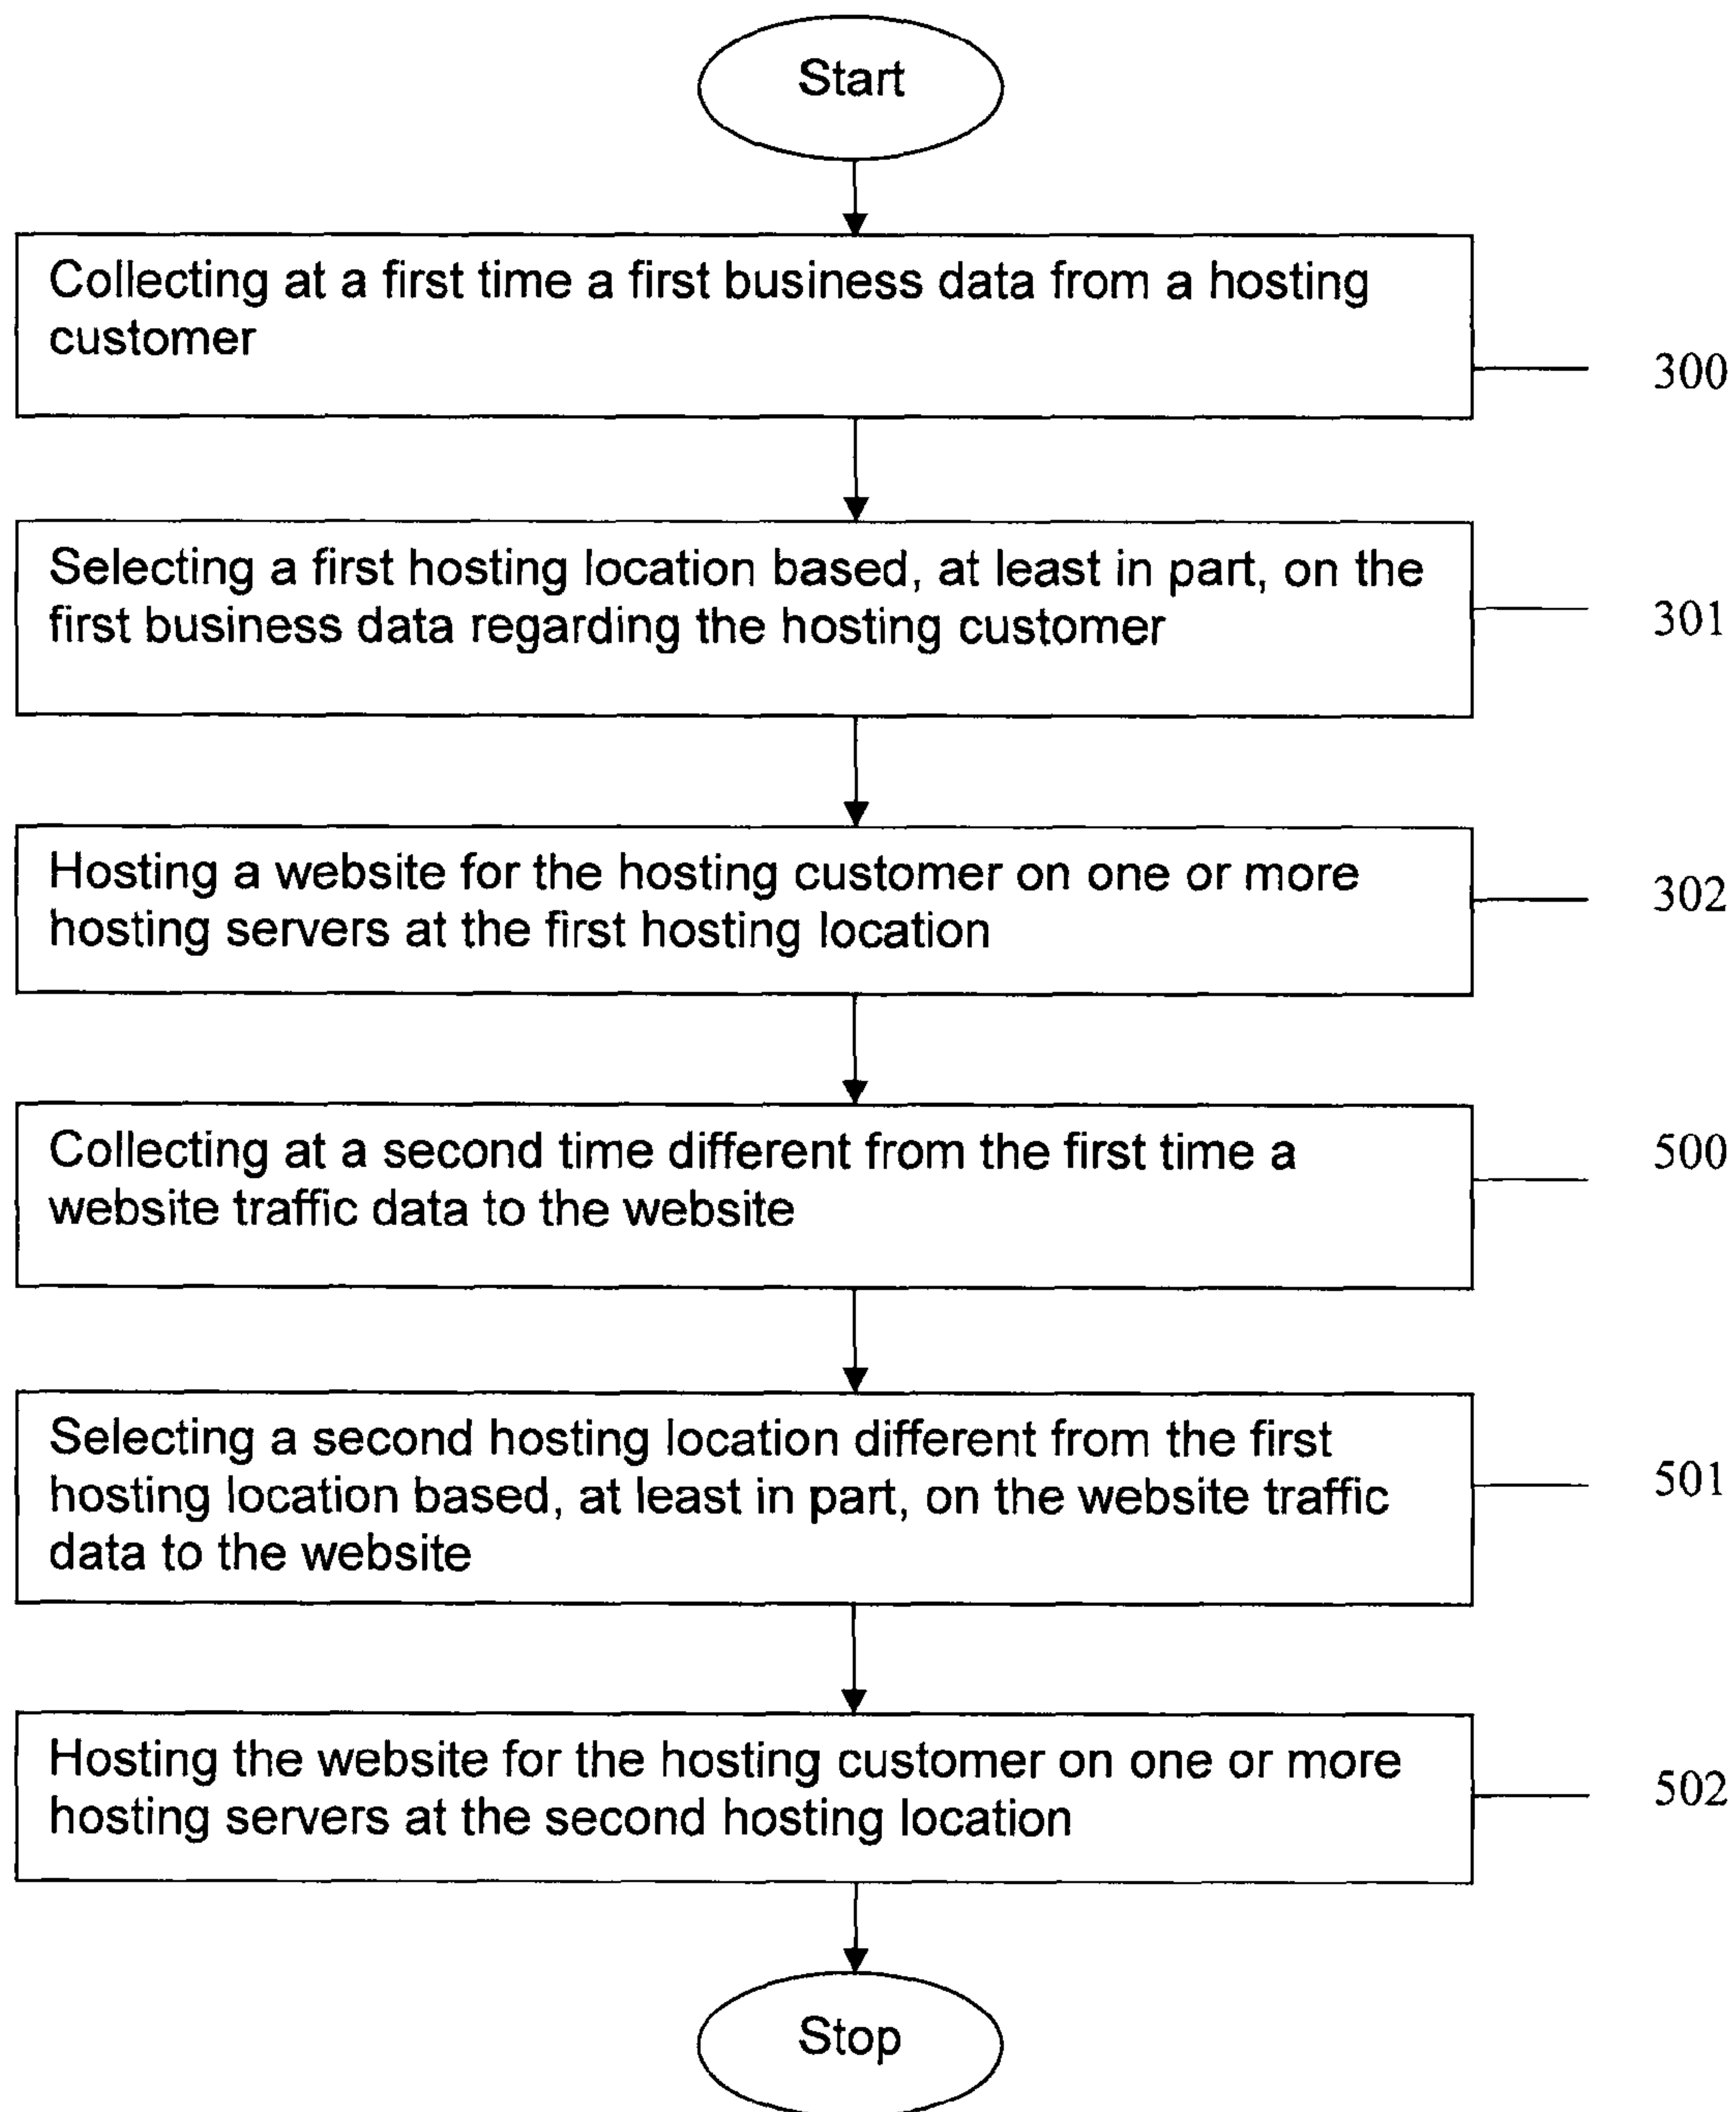 Start
Collecting at a first time a first business data from a hosting
customer
300
Selecting a first hosting location based, at least in part, on the
first business data regarding the hosting customer
301
Hosting a website for the hosting customer on one or more
hosting servers at the first hosting location
302
Collecting at a second time different from the first time a
website traffic data to the website
500
Selecting a second hosting location different from the first
hosting location based, at least in part, on the website traffic
data to the website
501
Hosting the website for the hosting customer on one or more
hosting servers at the second hosting location
502
Stop